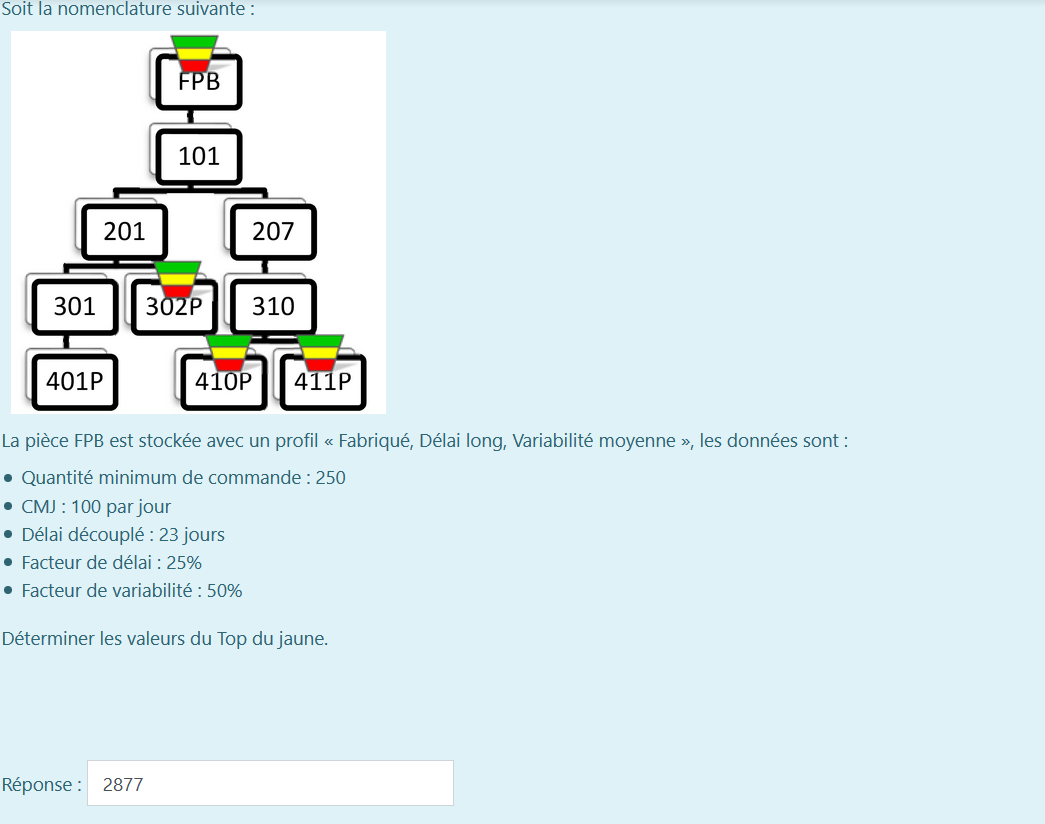 Soit la nomenclature suivante :
FPB
101
201 207
301 302P 310
401P 410P 411P
La pièce FPB est stockée avec un profil « Fabriqué, Délai long, Variabilité moyenne », les données sont :
• Quantité minimum de commande : 250
• CMJ : 100 par jour
• Délai découplé : 23 jours
• Facteur de délai : 25%
• Facteur de variabilité : 50%
Déterminer les valeurs du Top du jaune.
Réponse : 2877